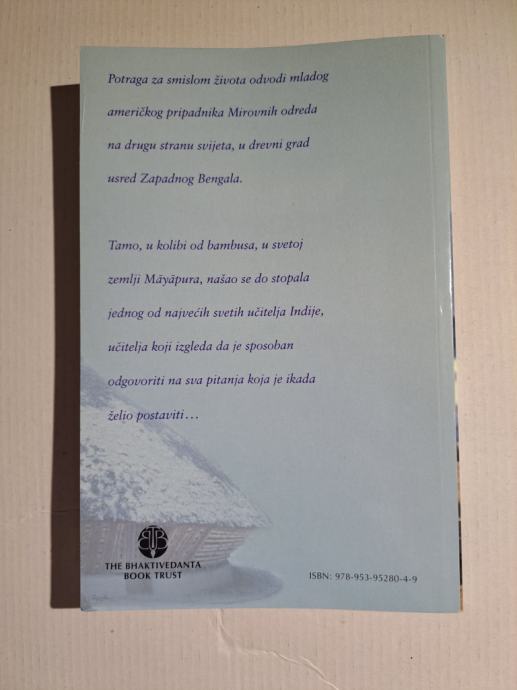 Potraga za smislom života odvodi mladog
američkog pripadnika Mirovnih odreda
na drugu stranu svijeta, u drevni grad
usred Zapadnog Bengala.
Tamo, u kolibi od bambusa, u svetoj
zemlji Māyāpura, našao se do stopala
jednog od najvećih svetih učitelja Indije,
učitelja koji izgleda da je sposoban
odgovoriti na sva pitanja koja je ikada
želio postaviti...
BBT
THE BHAKTIVEDANTA
BOOK TRUST
ISBN: 978-953-95280-4-9